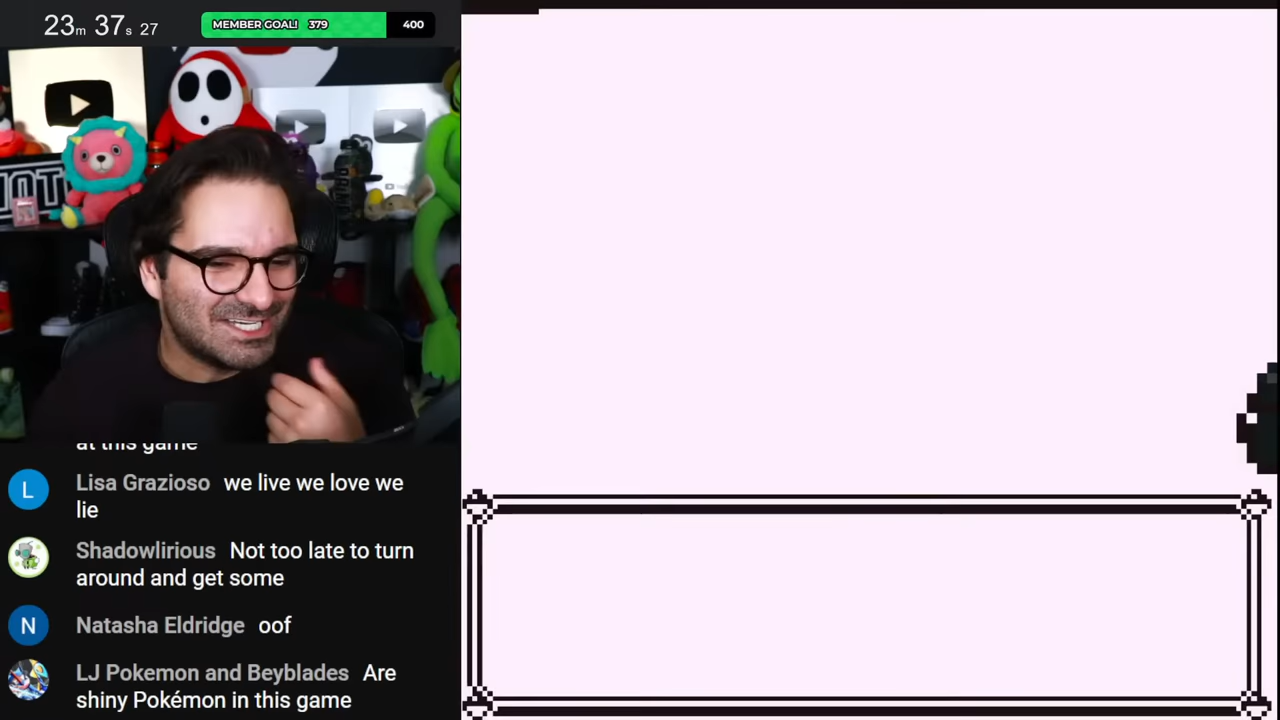 23m 37s 27
MEMBER GOAL! 379
400
at this game
Lisa Grazioso we live we love we
lie
Shadowlirious Not too late to turn
around and get some
Natasha Eldridge oof
LJ Pokemon and Beyblades Are
shiny Pokémon in this game
L
N